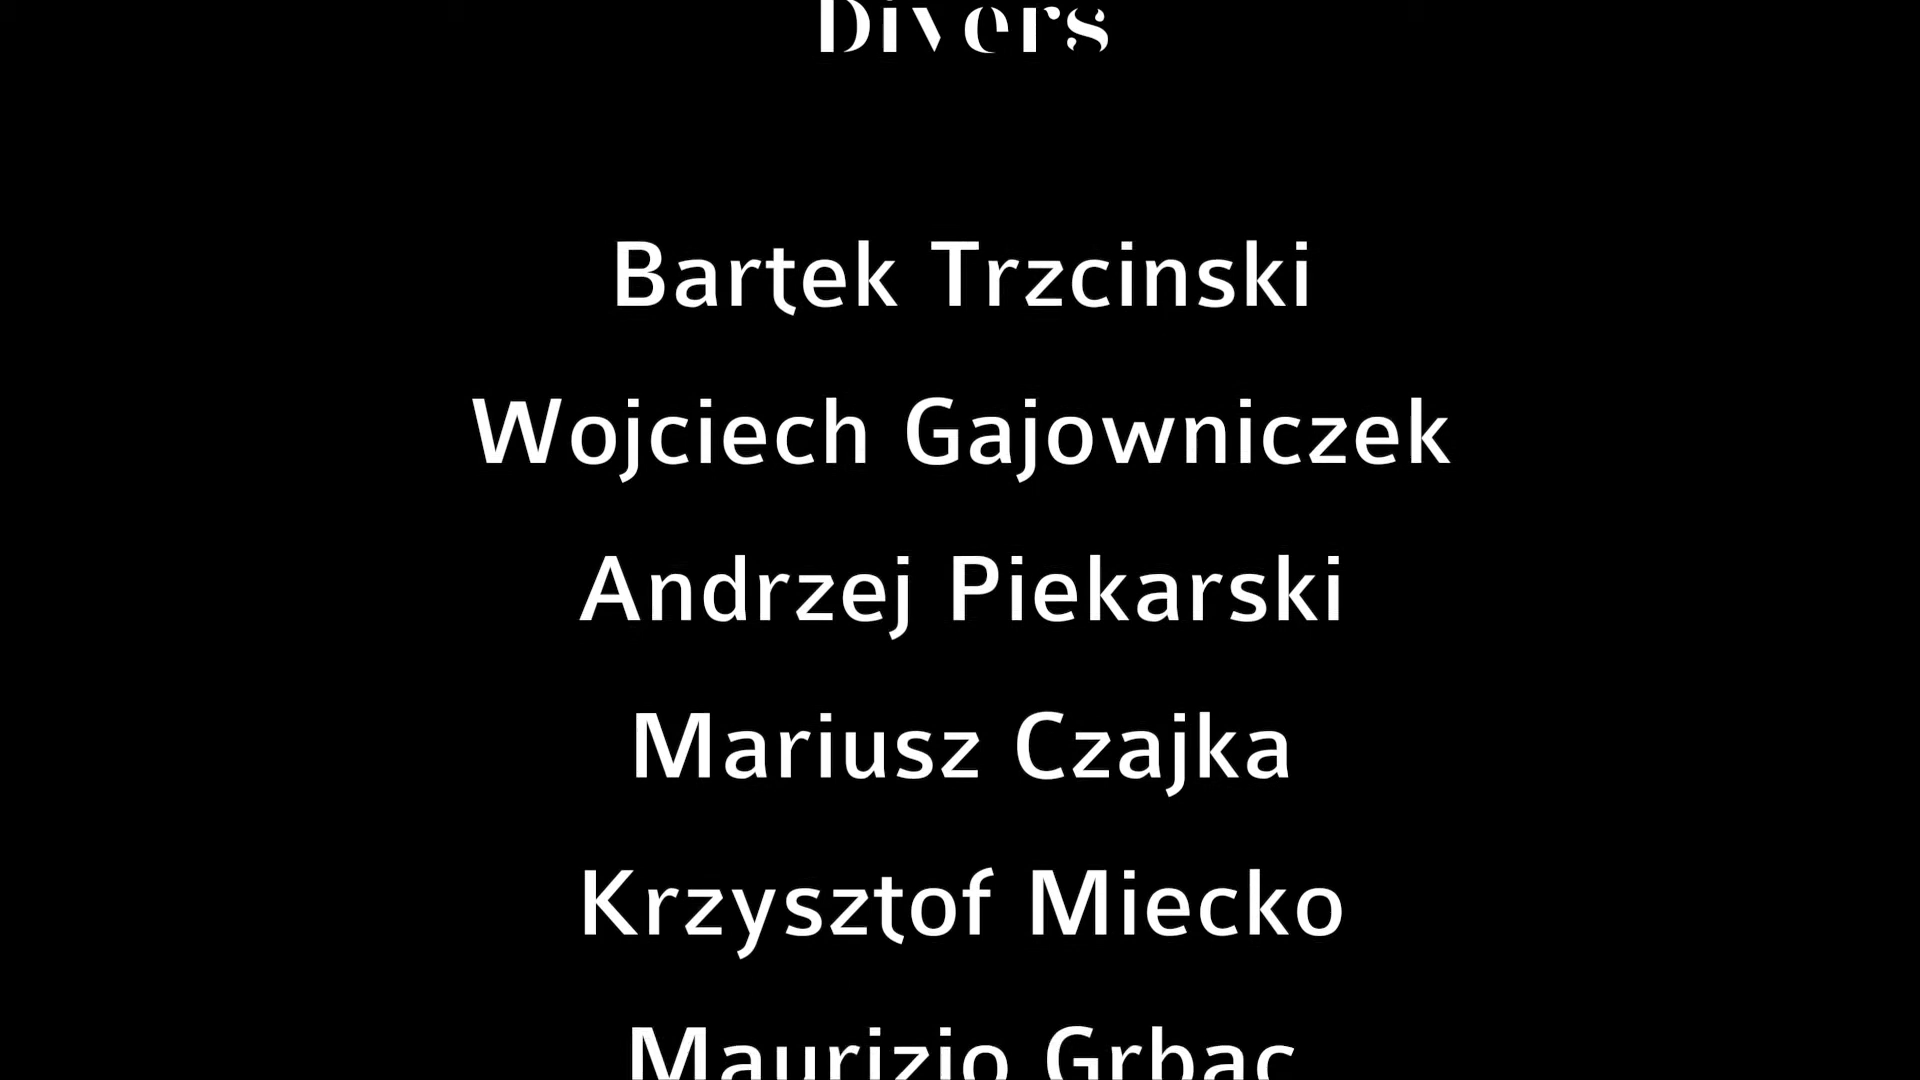 Divers
Bartek Trzcinski
Wojciech Gajowniczek
Andrzej Piekarski
Mariusz Czajka
Krzysztof Miecko
Maurizio Grbac